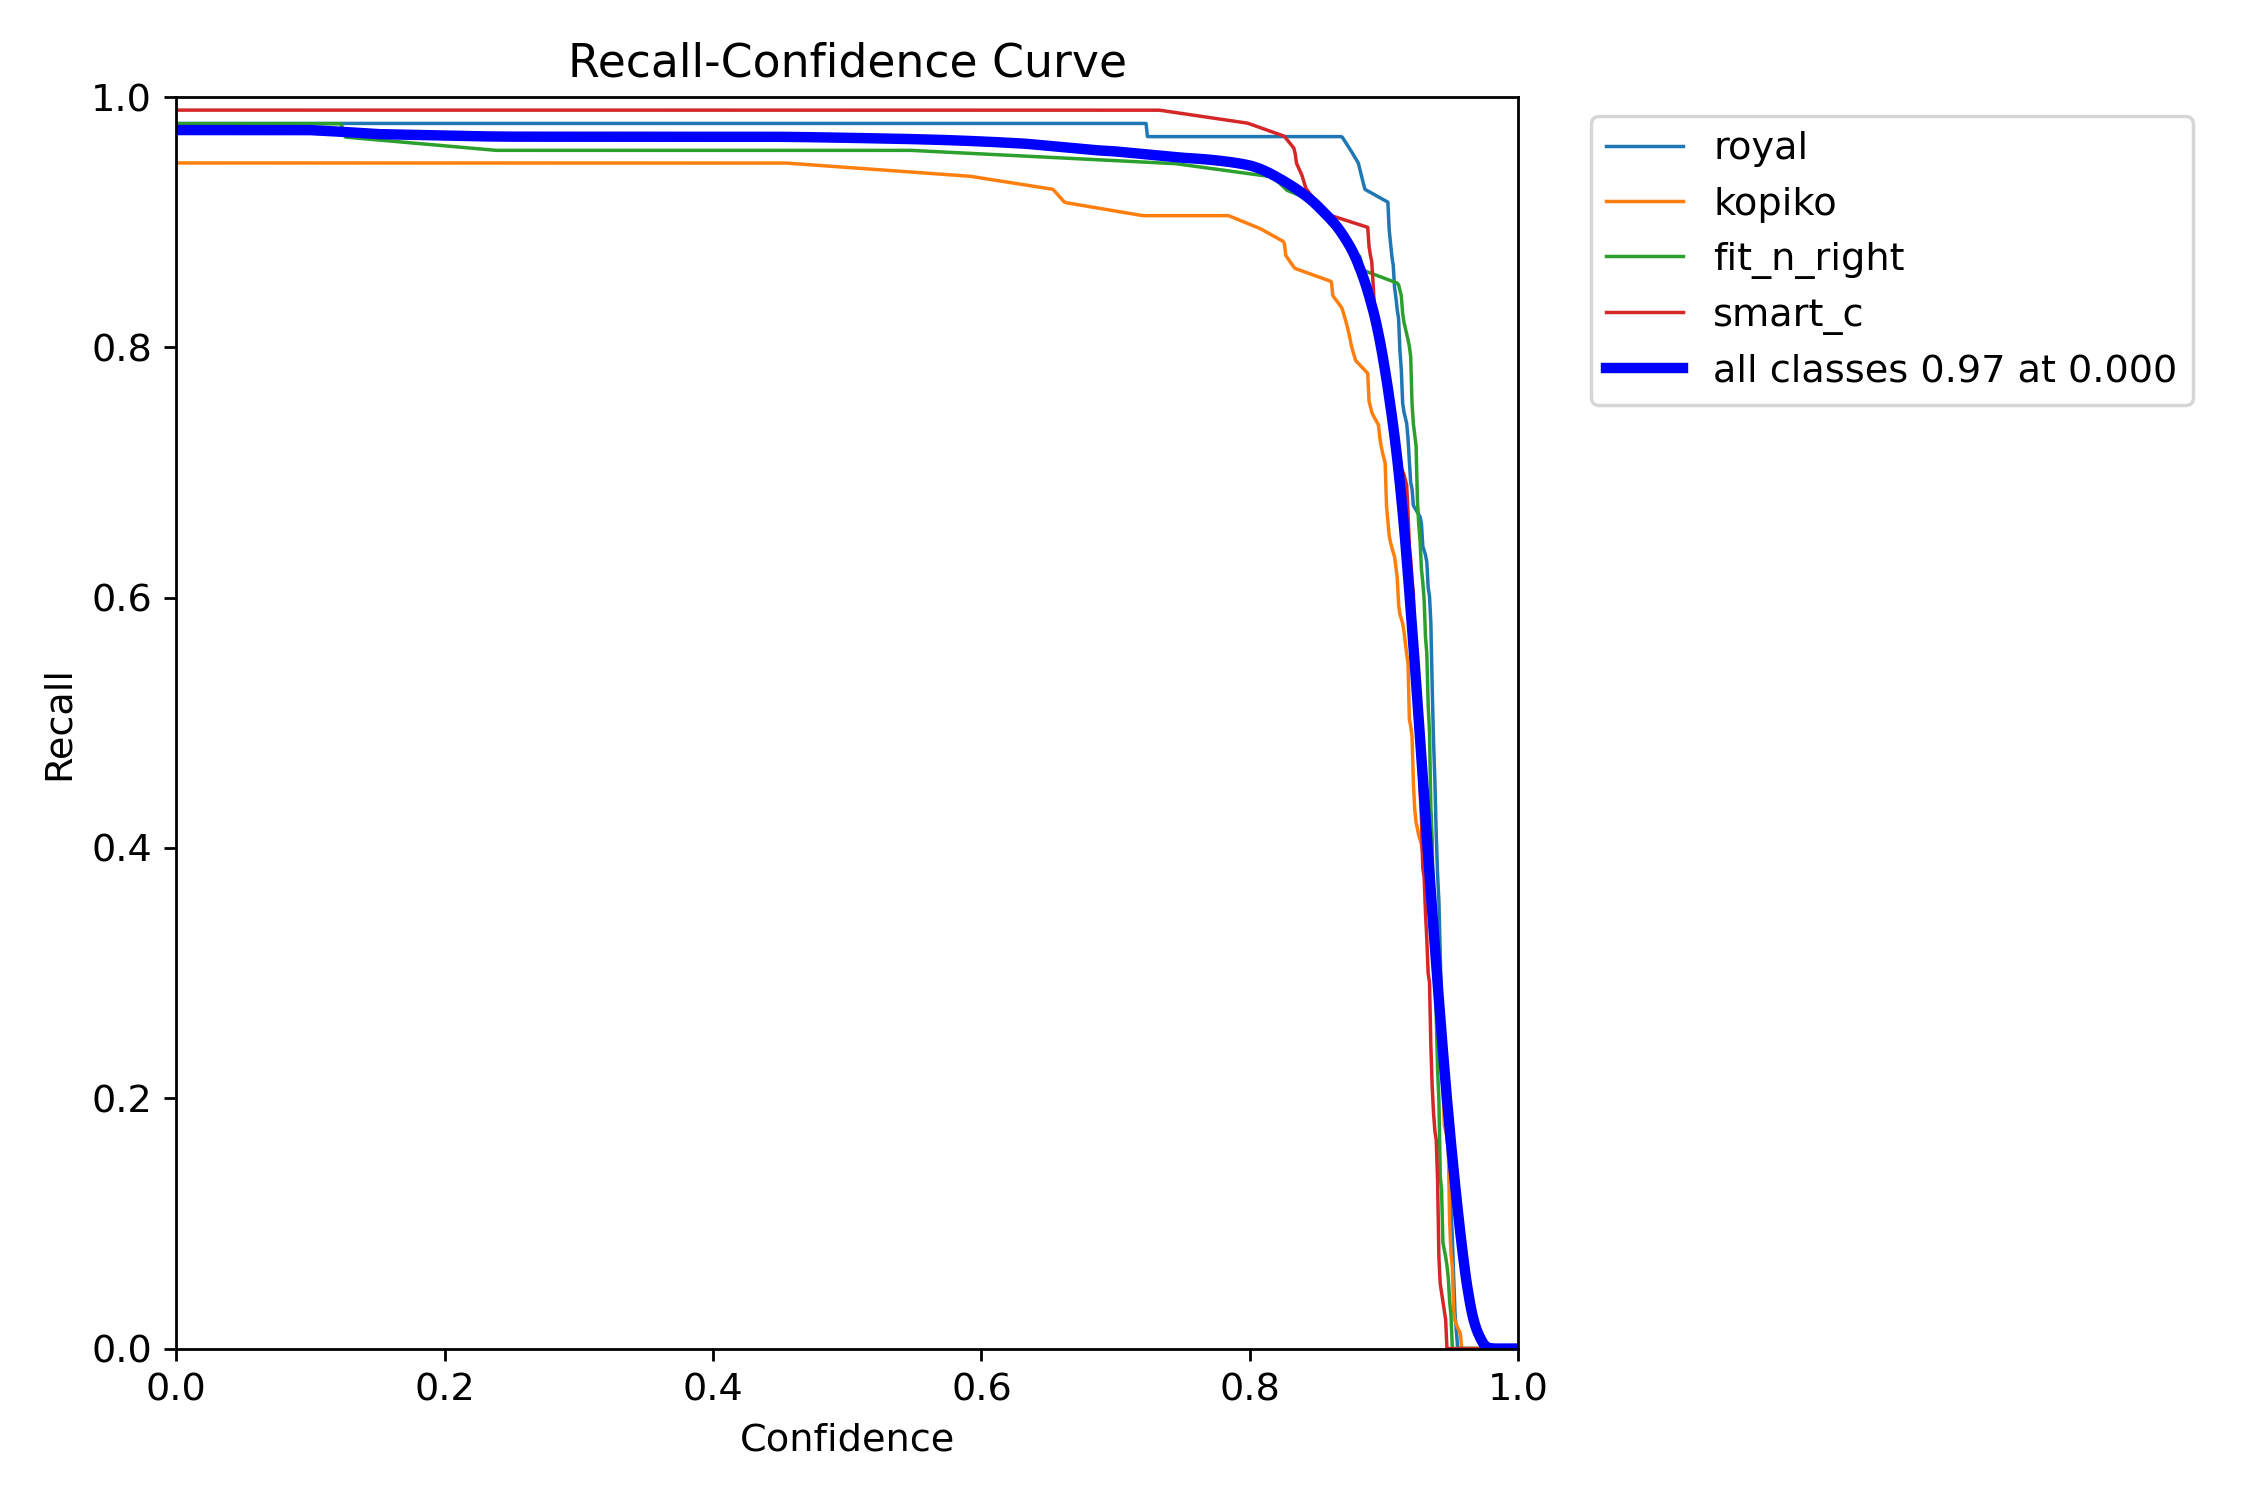 Recall-Confidence Curve
1.0
0.8
0.6
0.4
0.2
0.0
Recall
0.0 0.2 0.4 0.6 0.8 1.0
Confidence
royal
kopiko
fit_n_right
smart_c
all classes 0.97 at 0.000